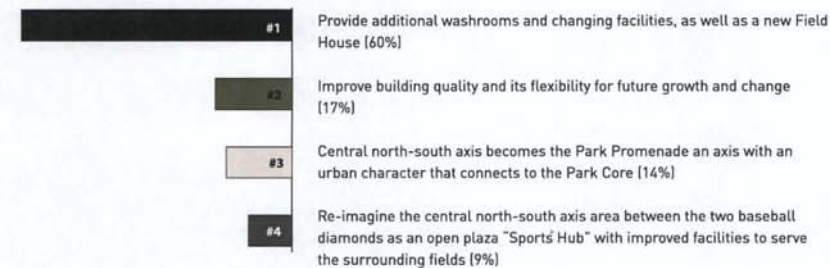 #1
Provide additional washrooms and changing facilities, as well as a new Field
House (60%)
#2
Improve building quality and its flexibility for future growth and change
(17%)
#3
Central north-south axis becomes the Park Promenade an axis with an
urban character that connects to the Park Core (14%)
#4
Re-imagine the central north-south axis area between the two baseball
diamonds as an open plaza "Sports' Hub" with improved facilities to serve
the surrounding fields (9%)